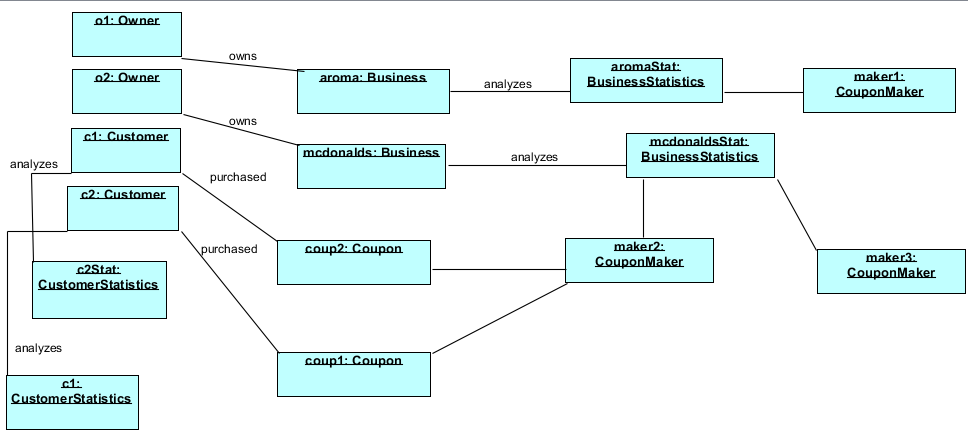 o1: Owner
owns
o2: Owner
aroma: Business
analyzes
aromaStat:
BusinessStatistics
maker1:
CouponMaker
owns
c1: Customer
mcdonalds: Business
analyzes
mcdonaldsStat:
BusinessStatistics
analyzes
purchased
c2: Customer
purchased
coup2: Coupon
maker2:
CouponMaker
maker3:
CouponMaker
c2Stat:
CustomerStatistics
analyzes
coup1: Coupon
c1:
CustomerStatistics